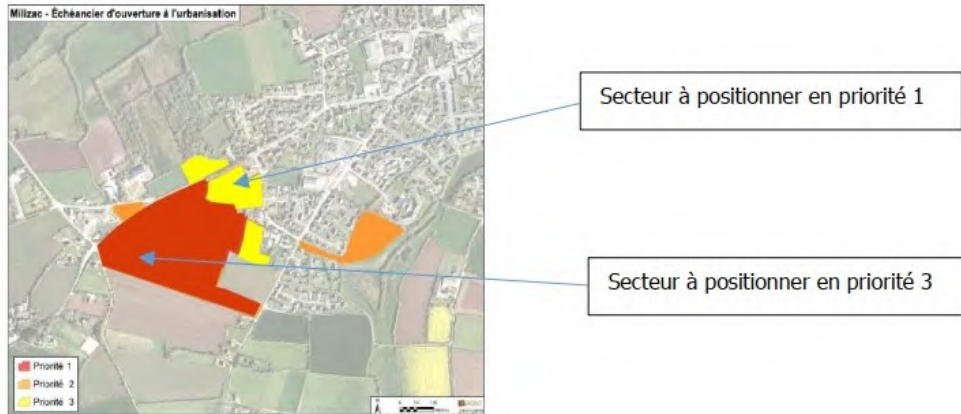 Milizac - Échéancier d'ouverture à l'urbanisation
Secteur à positionner en priorité 1
Secteur à positionner en priorité 3
Priorité 1
Priorité 2
Priorité 3